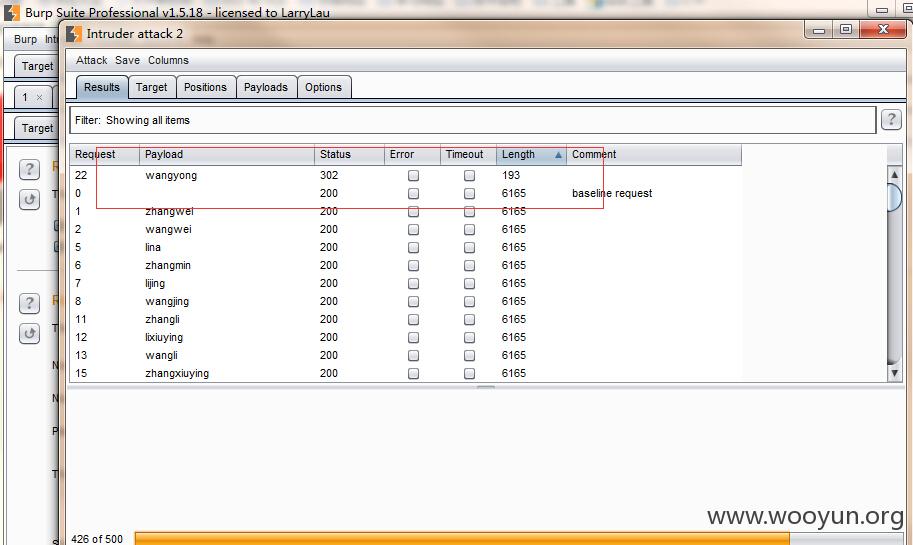 Burp Suite Professional v1.5.18 - licensed to LarryLau
Burp
Intruder attack 2
Attack Save Columns
Target
Results Target Positions Payloads Options
1 ×
Filter: Showing all items ?
Target
Request Payload Status Error Timeout Length Comment
22 wangyong 302 193
0 200 6165 baseline request
1 zhangwei 200 6165
2 wangwei 200 6165
5 lina 200 6165
6 zhangmin 200 6165
7 lijing 200 6165
8 wangjing 200 6165
11 zhangli 200 6165
12 lixiuying 200 6165
13 wangli 200 6165
15 zhangxiuying 200 6165
www.wooyun.org
426 of 500